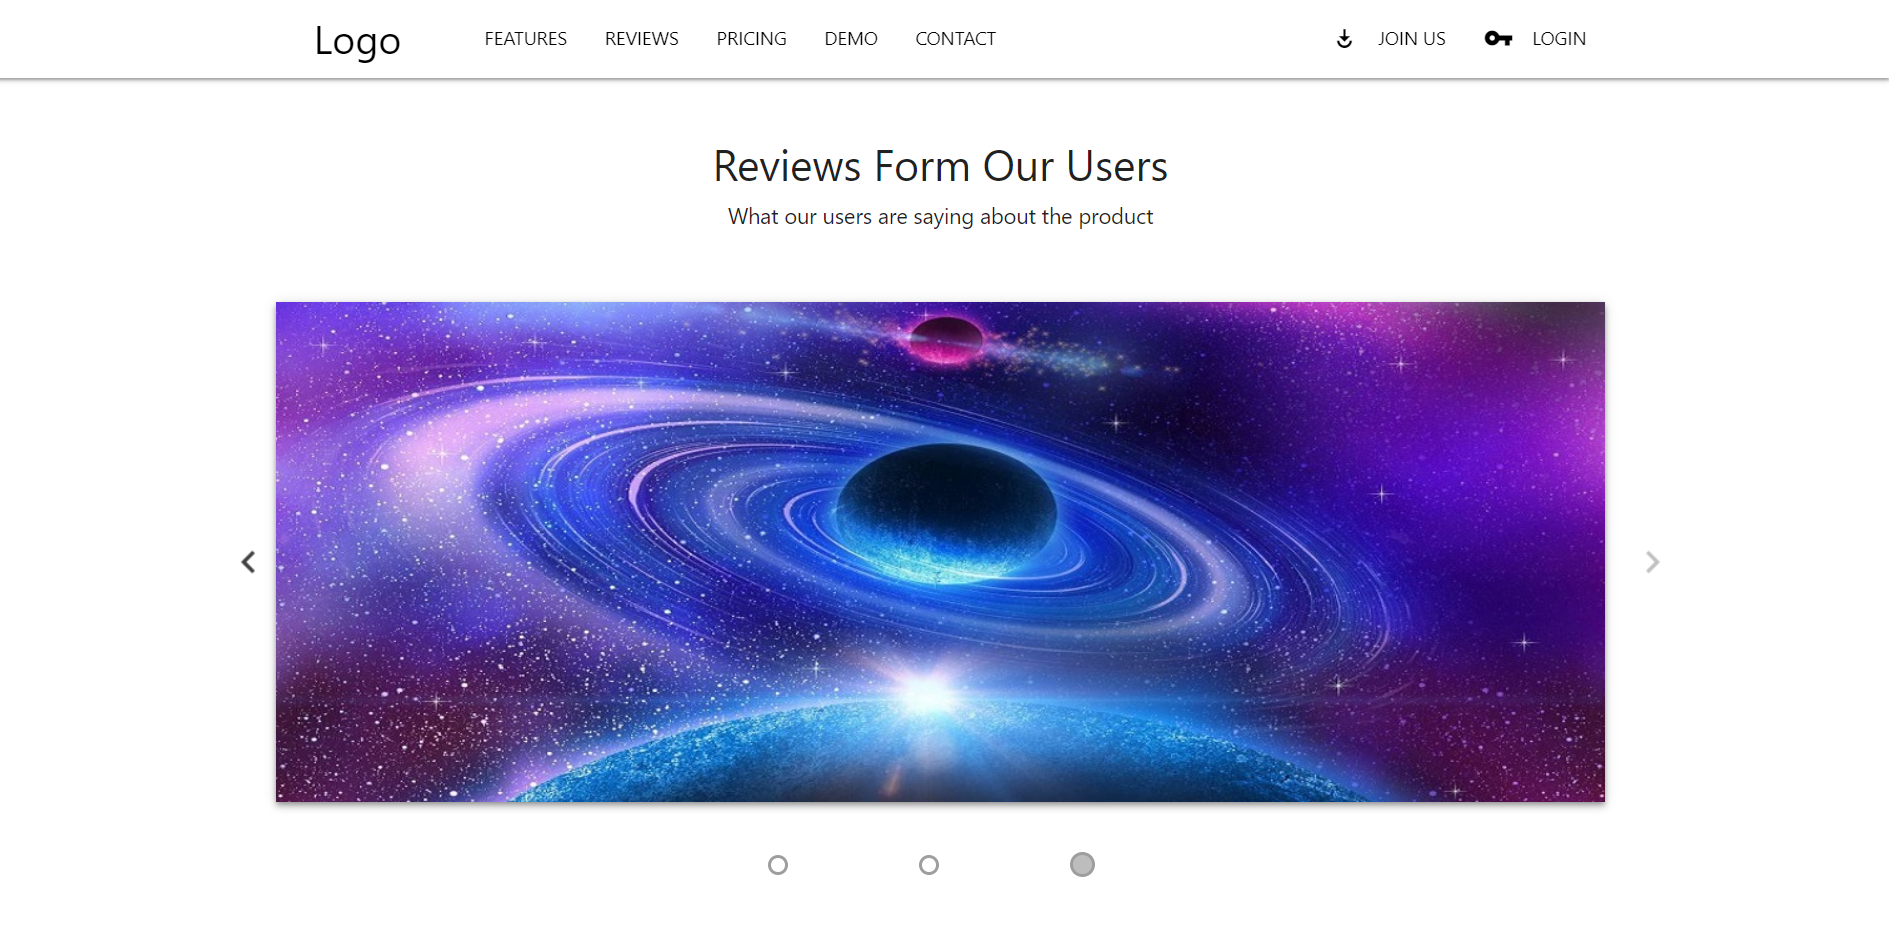 Logo
FEATURES REVIEWS PRICING DEMO CONTACT
JOIN US LOGIN
Reviews Form Our Users
What our users are saying about the product